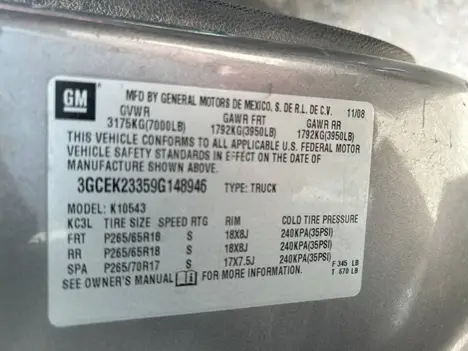 GM
MFD BY GENERAL MOTORS DE MEXICO, S. DE R.L. DE C.V. 11/08
GVWR GAWR FRT GAWR RR
3175KG(7000LB) 1792KG(3950LB) 1792KG(3950LB)
THIS VEHICLE CONFORMS TO ALL APPLICABLE U.S. FEDERAL MOTOR
VEHICLE SAFETY STANDARDS IN EFFECT ON THE DATE OF
MANUFACTURE SHOWN ABOVE.
3GCEK23359G148946 TYPE: TRUCK
MODEL: K10543
KC3L TIRE SIZE SPEED RTG RIM COLD TIRE PRESSURE
FRT P265/65R18 S 18X8J 240KPA(35PSI)
RR P265/65R18 S 18X8J 240KPA(35PSI)
SPA P265/70R17 S 17X7.5J 240KPA(35PSI) F 345 LB
SEE OWNER'S MANUAL FOR MORE INFORMATION. T 670 LB